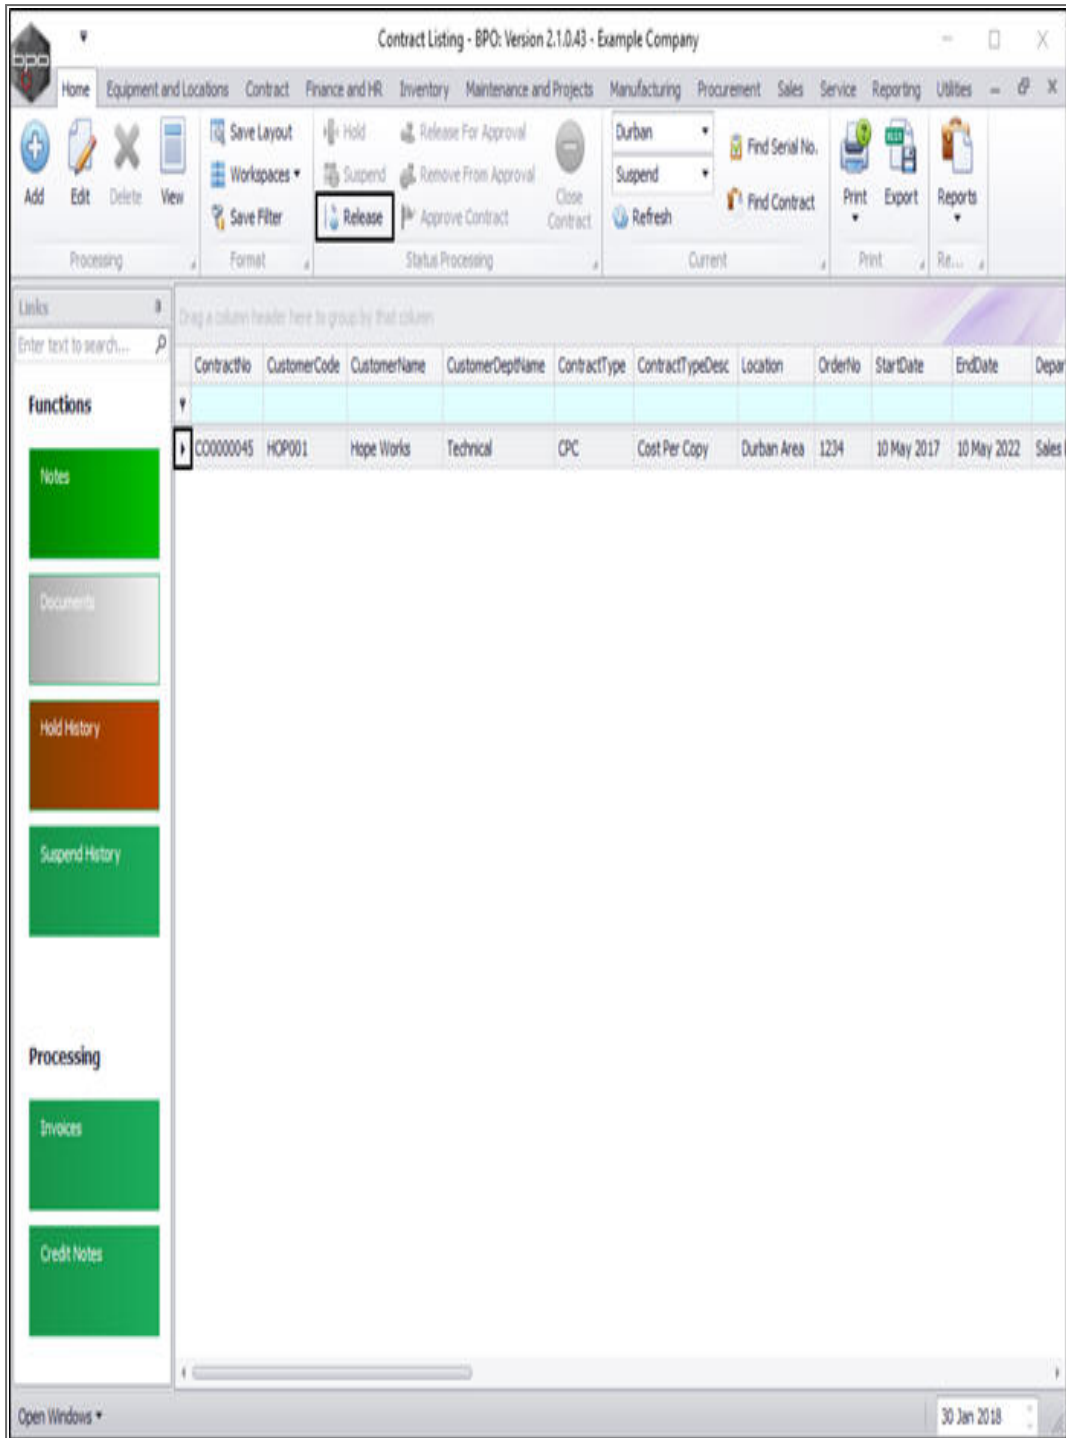 bpo
Contract Listing - BPO: Version 2.1.0.43 - Example Company
Home Equipment and Locations Contract Finance and HR Inventory Maintenance and Projects Manufacturing Procurement Sales Service Reporting Utilities
Add Edit Delete View
Processing
Save Layout
Workspaces
Save Filter
Format
Hold
Suspend
Release
Release For Approval
Remove From Approval
Approve Contract
Close
Contract
Status Processing
Durban
Suspend
Refresh
Find Serial No.
Find Contract
Current
Print Export
Print
Reports
Re...
Links
Enter text to search...
Drag a column header here to group by that column
ContractNo CustomerCode CustomerName CustomerDeptName ContractType ContractTypeDesc Location OrderNo StartDate EndDate Depar
CO0000045 HOP001 Hope Works Technical CPC Cost Per Copy Durban Area 1234 10 May 2017 10 May 2022 Sales
Functions
Notes
Documents
Hold History
Suspend History
Processing
Invoices
Credit Notes
Open Windows
30 Jan 2018